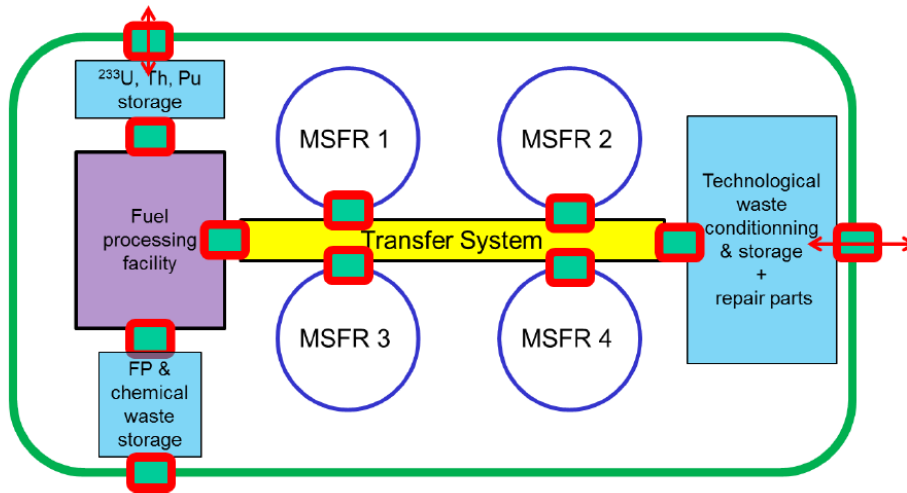 ²³³U, Th, Pu
storage
MSFR 1
MSFR 2
Fuel
processing
facility
Transfer System
Technological
waste
conditionning
& storage
+
repair parts
MSFR 3
MSFR 4
FP &
chemical
waste
storage